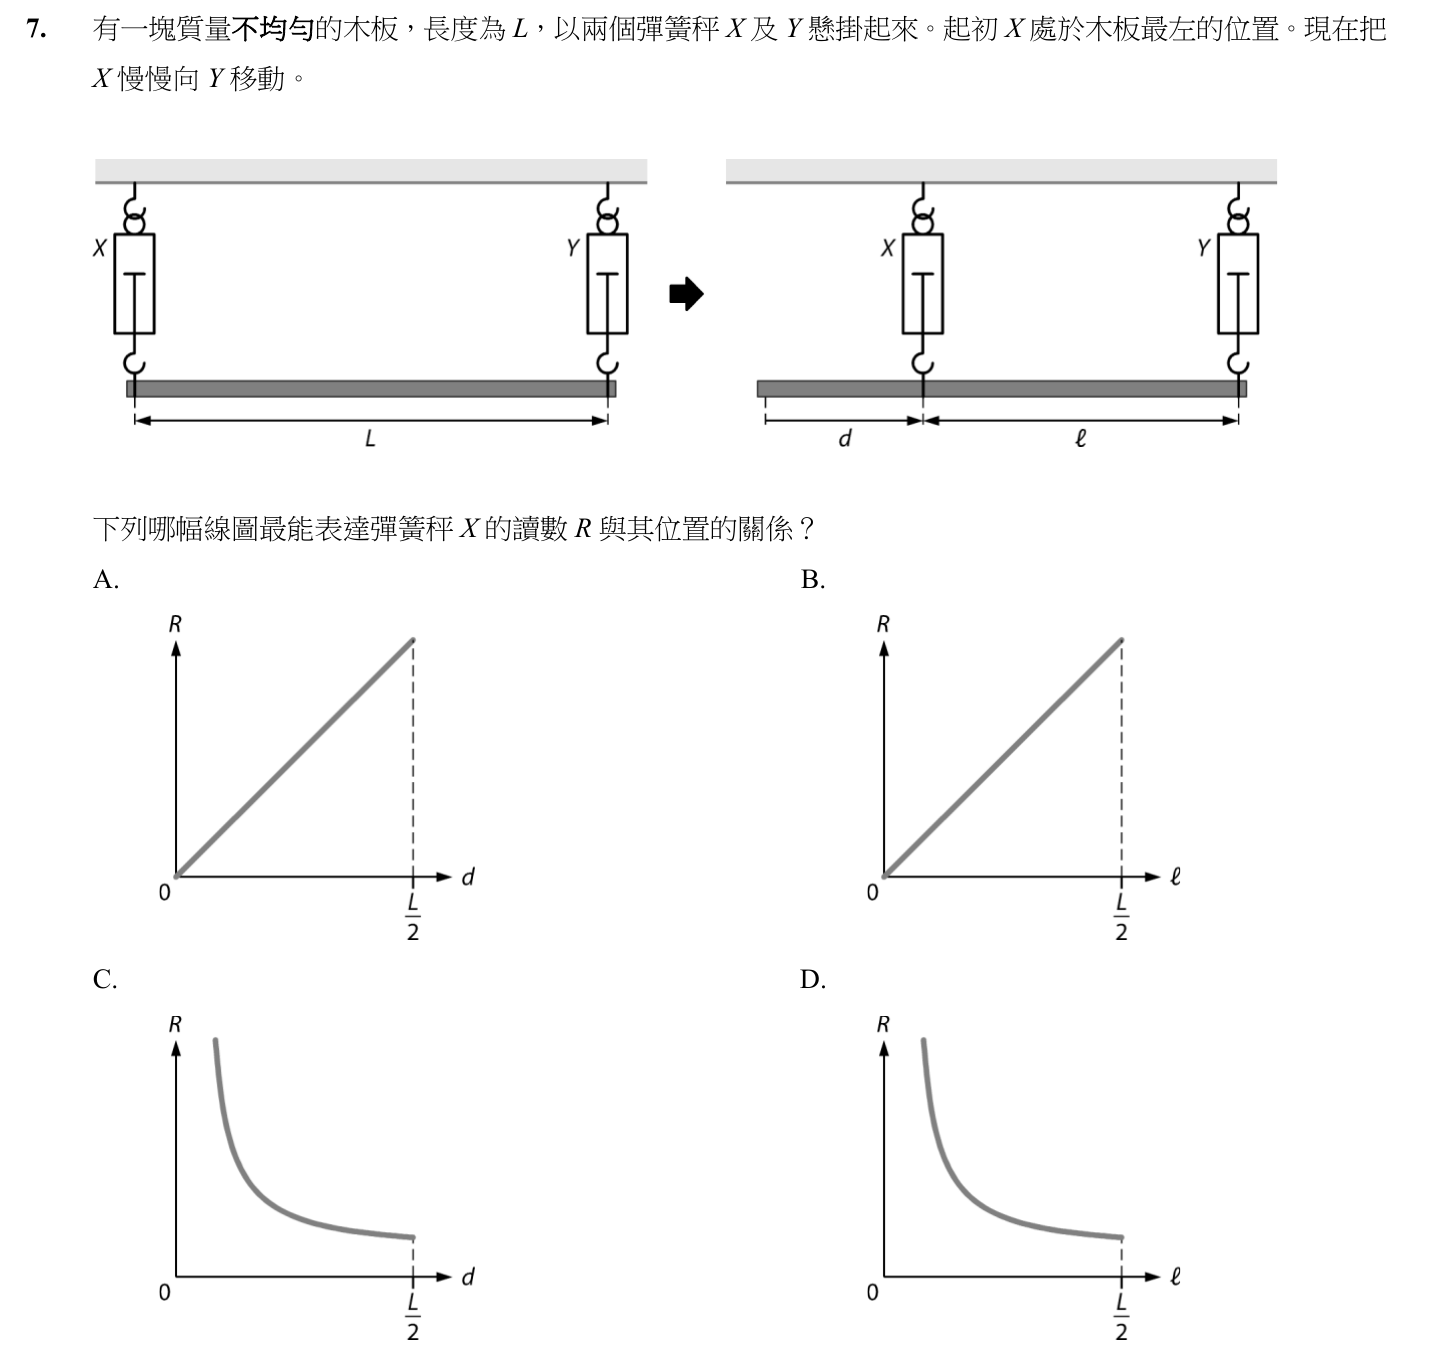 7. 有一塊質量不均勻的木板，長度為 L，以兩個彈簧秤 X 及 Y 懸掛起來。起初 X 處於木板最左的位置。現在把
X 慢慢向 Y 移動。
X Y X Y
L d ℓ
下列哪幅線圖最能表達彈簧秤 X 的讀數 R 與其位置的關係？
A. B.
R R
0 d 0 ℓ
L/2 L/2
C. D.
R R
0 d 0 ℓ
L/2 L/2